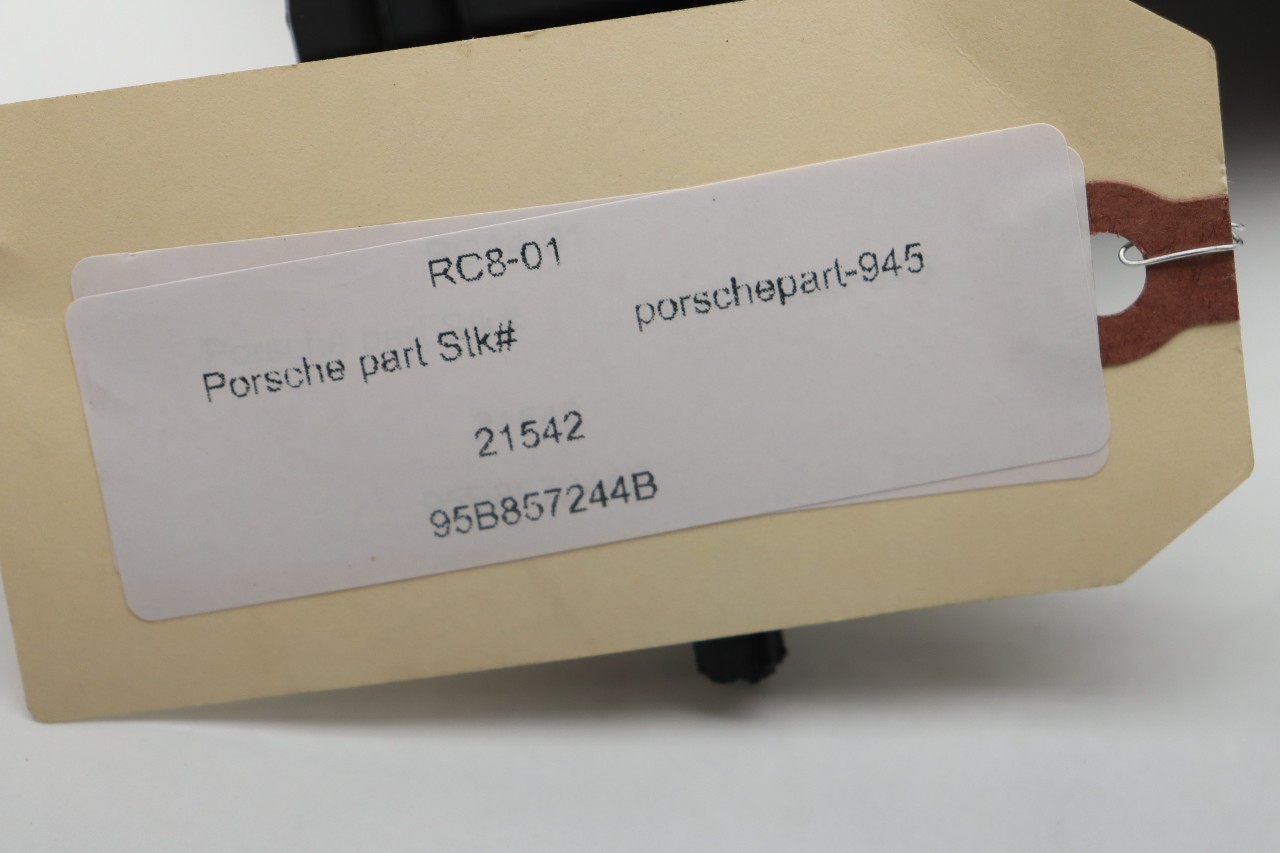 RC8-01
Porsche part Stk# porschepart-945
21542
95B857244B